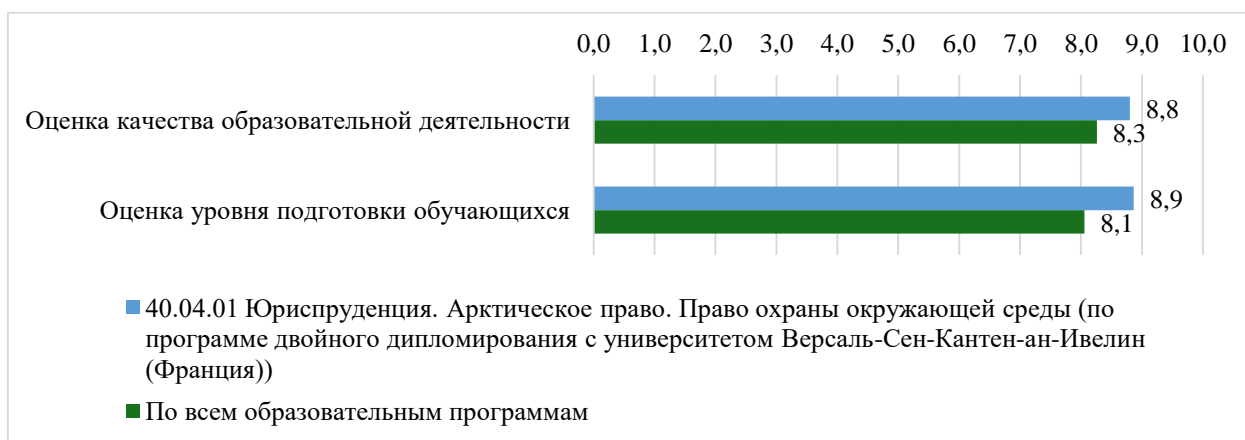 0,0 1,0 2,0 3,0 4,0 5,0 6,0 7,0 8,0 9,0 10,0
Оценка качества образовательной деятельности
8,8
8,3
Оценка уровня подготовки обучающихся
8,9
8,1
40.04.01 Юриспруденция. Арктическое право. Право охраны окружающей среды (по
программе двойного дипломирования с университетом Версаль-Сен-Кантен-ан-Ивелин
(Франция))
По всем образовательным программам